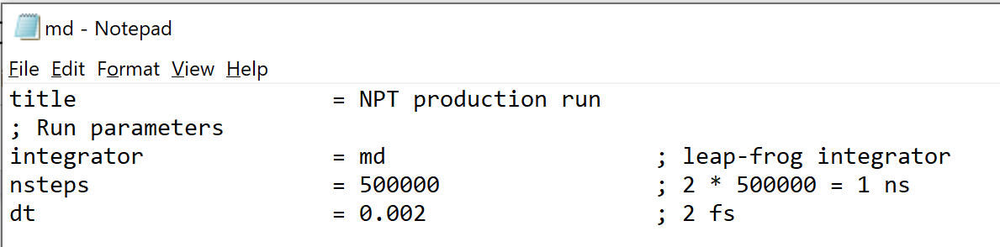 md - Notepad
File Edit Format View Help
title = NPT production run
; Run parameters
integrator = md ; leap-frog integrator
nsteps = 500000 ; 2 * 500000 = 1 ns
dt = 0.002 ; 2 fs